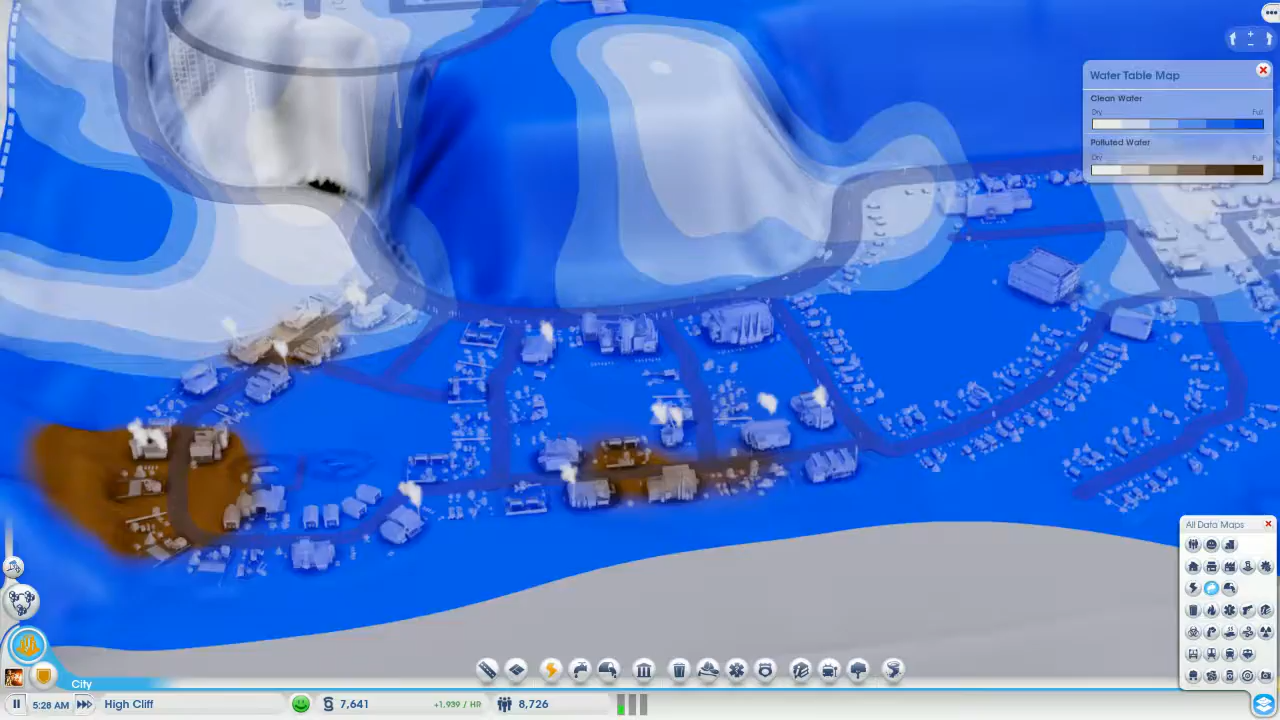 Water Table Map
Clean Water
Dry Full
Polluted Water
Dry Full
All Data Maps
City
5:28 AM High Cliff 7,641 +1,939 / HR 8,726